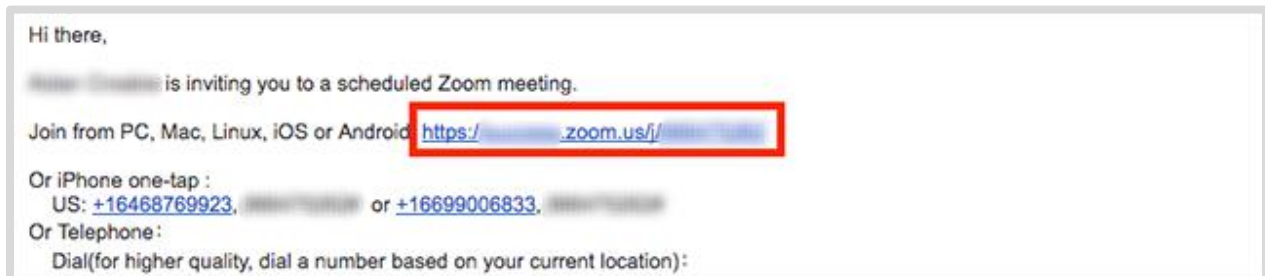 Hi there,
is inviting you to a scheduled Zoom meeting.
Join from PC, Mac, Linux, iOS or Android https:/ .zoom.us/j/
Or iPhone one-tap :
US: +16468769923, or +16699006833,
Or Telephone:
Dial(for higher quality, dial a number based on your current location):